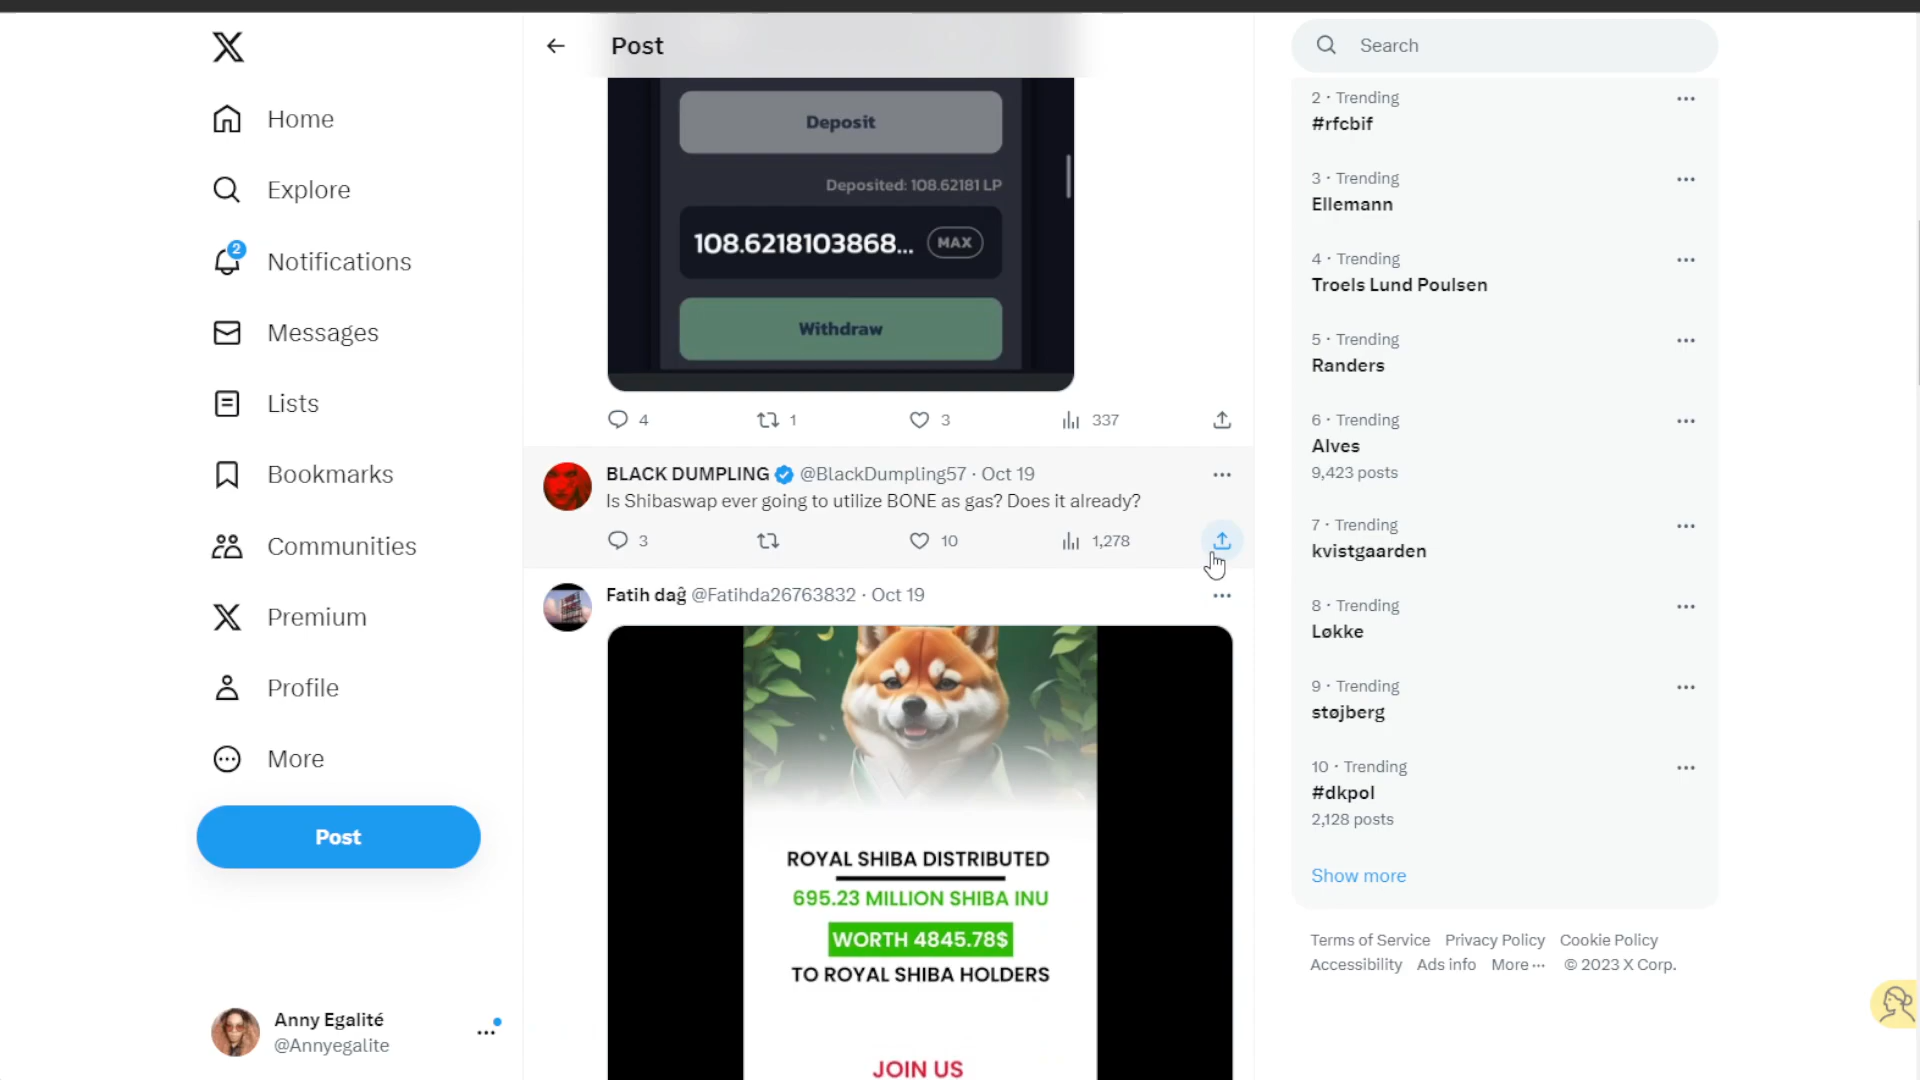 Home
Explore
2
Notifications
Messages
Lists
Bookmarks
Communities
Premium
Profile
More
Post
Anny Egalité
@Annyegalite
Post
Deposit
Deposited: 108.62181 LP
108.6218103868... MAX
Withdraw
4 1 3 337
BLACK DUMPLING @BlackDumpling57 · Oct 19
Is Shibaswap ever going to utilize BONE as gas? Does it already?
3 10 1,278
Fatih dağ @Fatihda26763832 · Oct 19
ROYAL SHIBA DISTRIBUTED
695.23 MILLION SHIBA INU
WORTH 4845.78$
TO ROYAL SHIBA HOLDERS
JOIN US
Search
2 · Trending
#rfcbif
3 · Trending
Ellemann
4 · Trending
Troels Lund Poulsen
5 · Trending
Randers
6 · Trending
Alves
9,423 posts
7 · Trending
kvistgaarden
8 · Trending
Løkke
9 · Trending
støjberg
10 · Trending
#dkpol
2,128 posts
Show more
Terms of Service Privacy Policy Cookie Policy
Accessibility Ads info More ··· © 2023 X Corp.